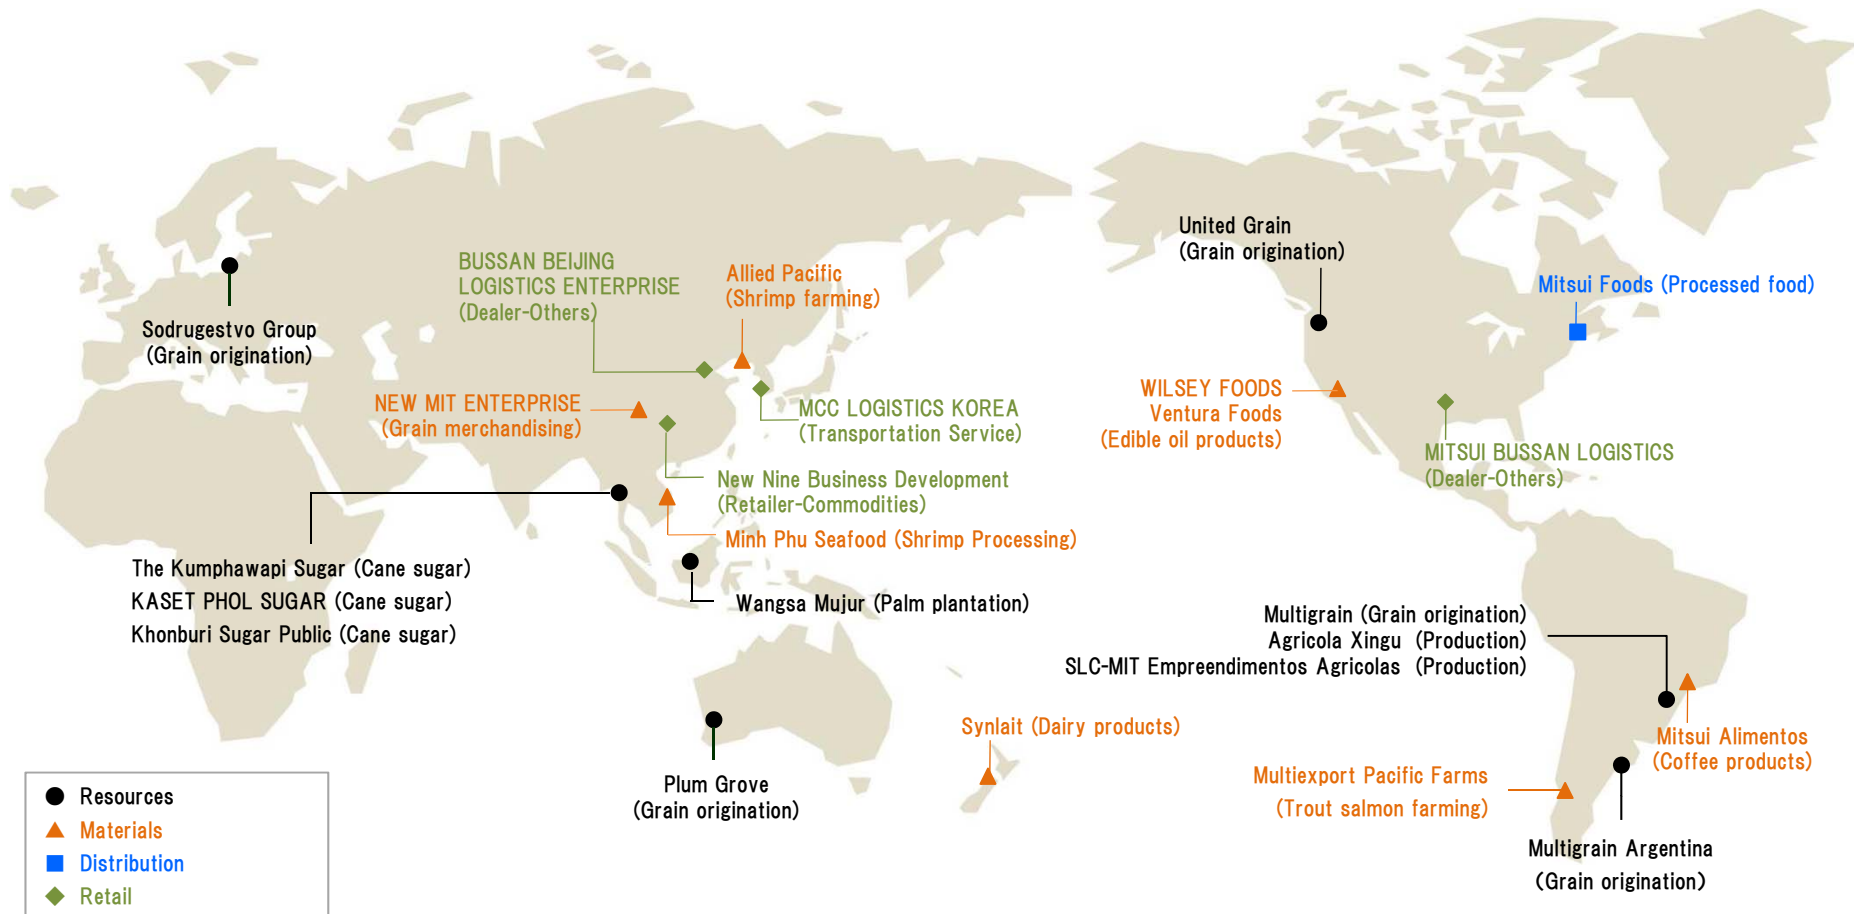 United Grain
(Grain origination)
BUSSAN BEIJING
LOGISTICS ENTERPRISE
(Dealer-Others)
Allied Pacific
(Shrimp farming)
Mitsui Foods (Processed food)
Sodrugestvo Group
(Grain origination)
NEW MIT ENTERPRISE
(Grain merchandising)
MCC LOGISTICS KOREA
(Transportation Service)
WILSEY FOODS
Ventura Foods
(Edible oil products)
MITSUI BUSSAN LOGISTICS
(Dealer-Others)
New Nine Business Development
(Retailer-Commodities)
Minh Phu Seafood (Shrimp Processing)
The Kumphawapi Sugar (Cane sugar)
KASET PHOL SUGAR (Cane sugar)
Khonburi Sugar Public (Cane sugar)
Wangsa Mujur (Palm plantation)
Multigrain (Grain origination)
Agricola Xingu (Production)
SLC-MIT Empreendimentos Agricolas (Production)
Synlait (Dairy products)
Mitsui Alimentos
(Coffee products)
Plum Grove
(Grain origination)
Multiexport Pacific Farms
(Trout salmon farming)
Multigrain Argentina
(Grain origination)
Resources
Materials
Distribution
Retail